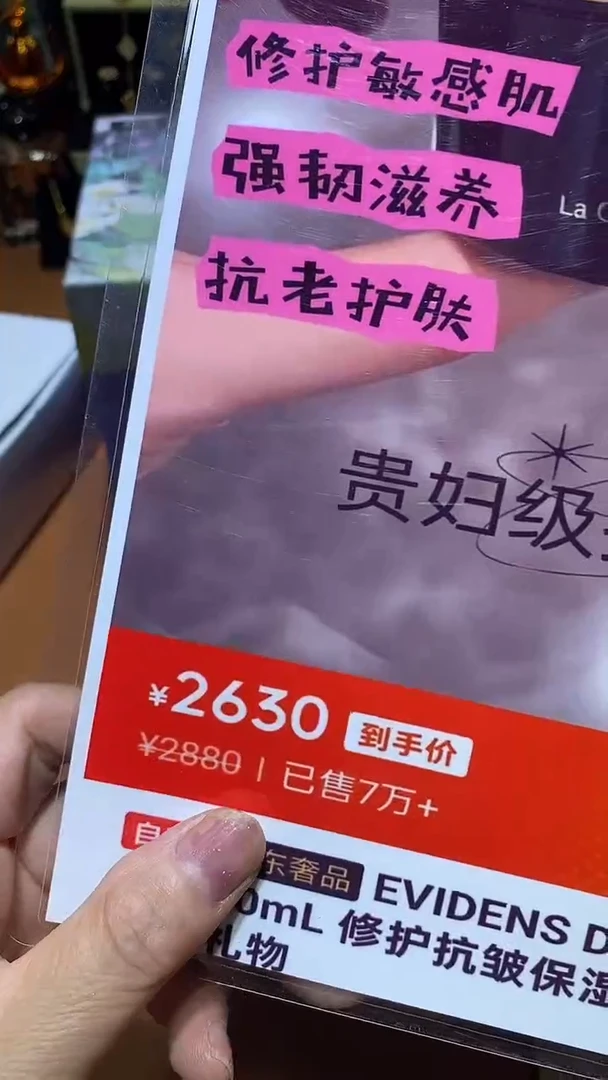 修护敏感肌
强韧滋养
La
抗老护肤
贵妇级
¥2630 到手价
¥2880 | 已售7万+
自 东奢品 EVIDENS D
0mL 修护抗皱保湿
礼物